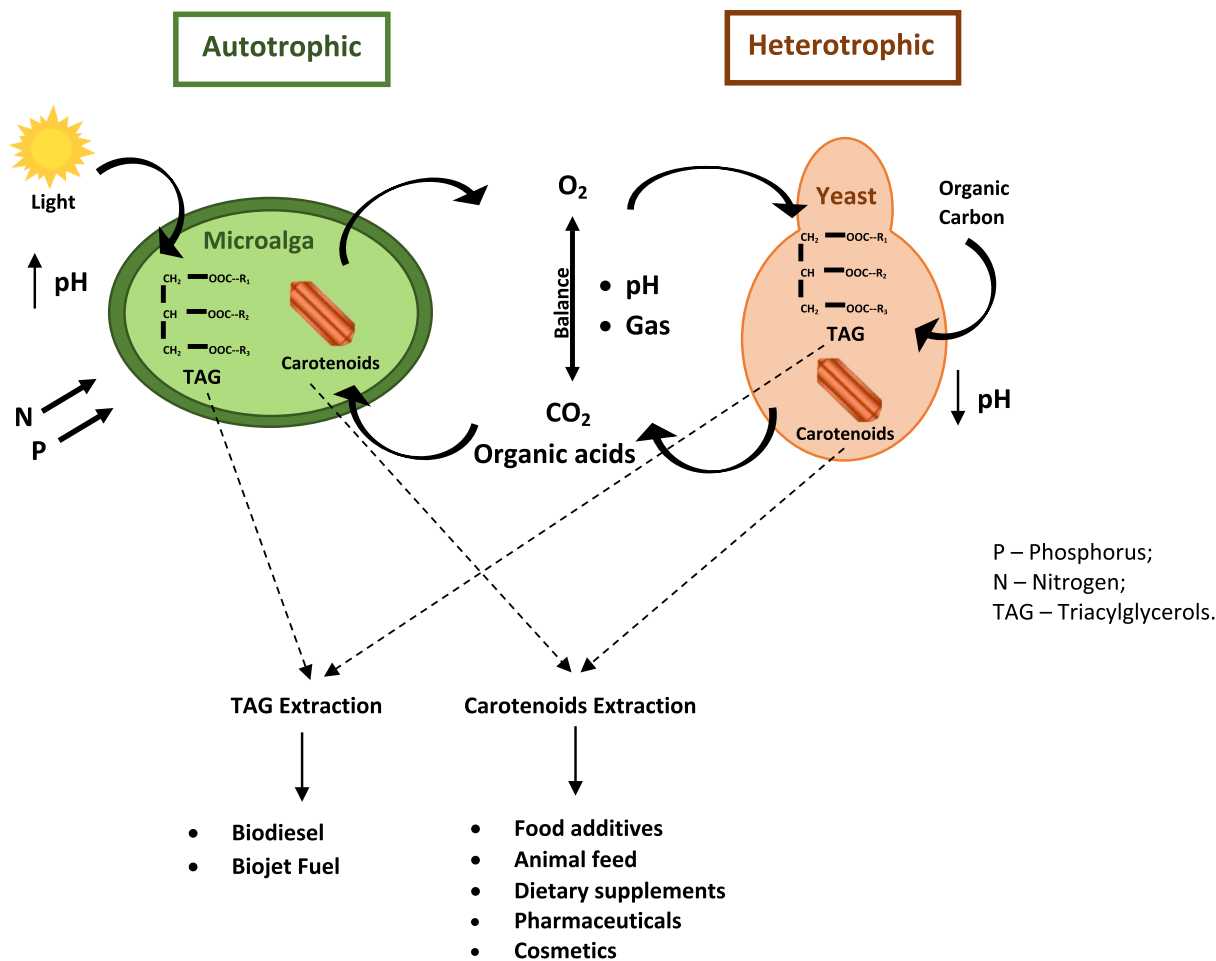 Autotrophic
Heterotrophic
Light
pH
N
P
Microalga
CH2 OOC--R1
CH OOC--R2
CH2 OOC--R3
TAG
Carotenoids
O2
Balance
• pH
• Gas
CO2
Organic acids
Yeast
CH2 OOC--R1
CH OOC--R2
CH2 OOC--R3
TAG
Carotenoids
Organic
Carbon
pH
P – Phosphorus;
N – Nitrogen;
TAG – Triacylglycerols.
TAG Extraction
• Biodiesel
• Biojet Fuel
Carotenoids Extraction
• Food additives
• Animal feed
• Dietary supplements
• Pharmaceuticals
• Cosmetics